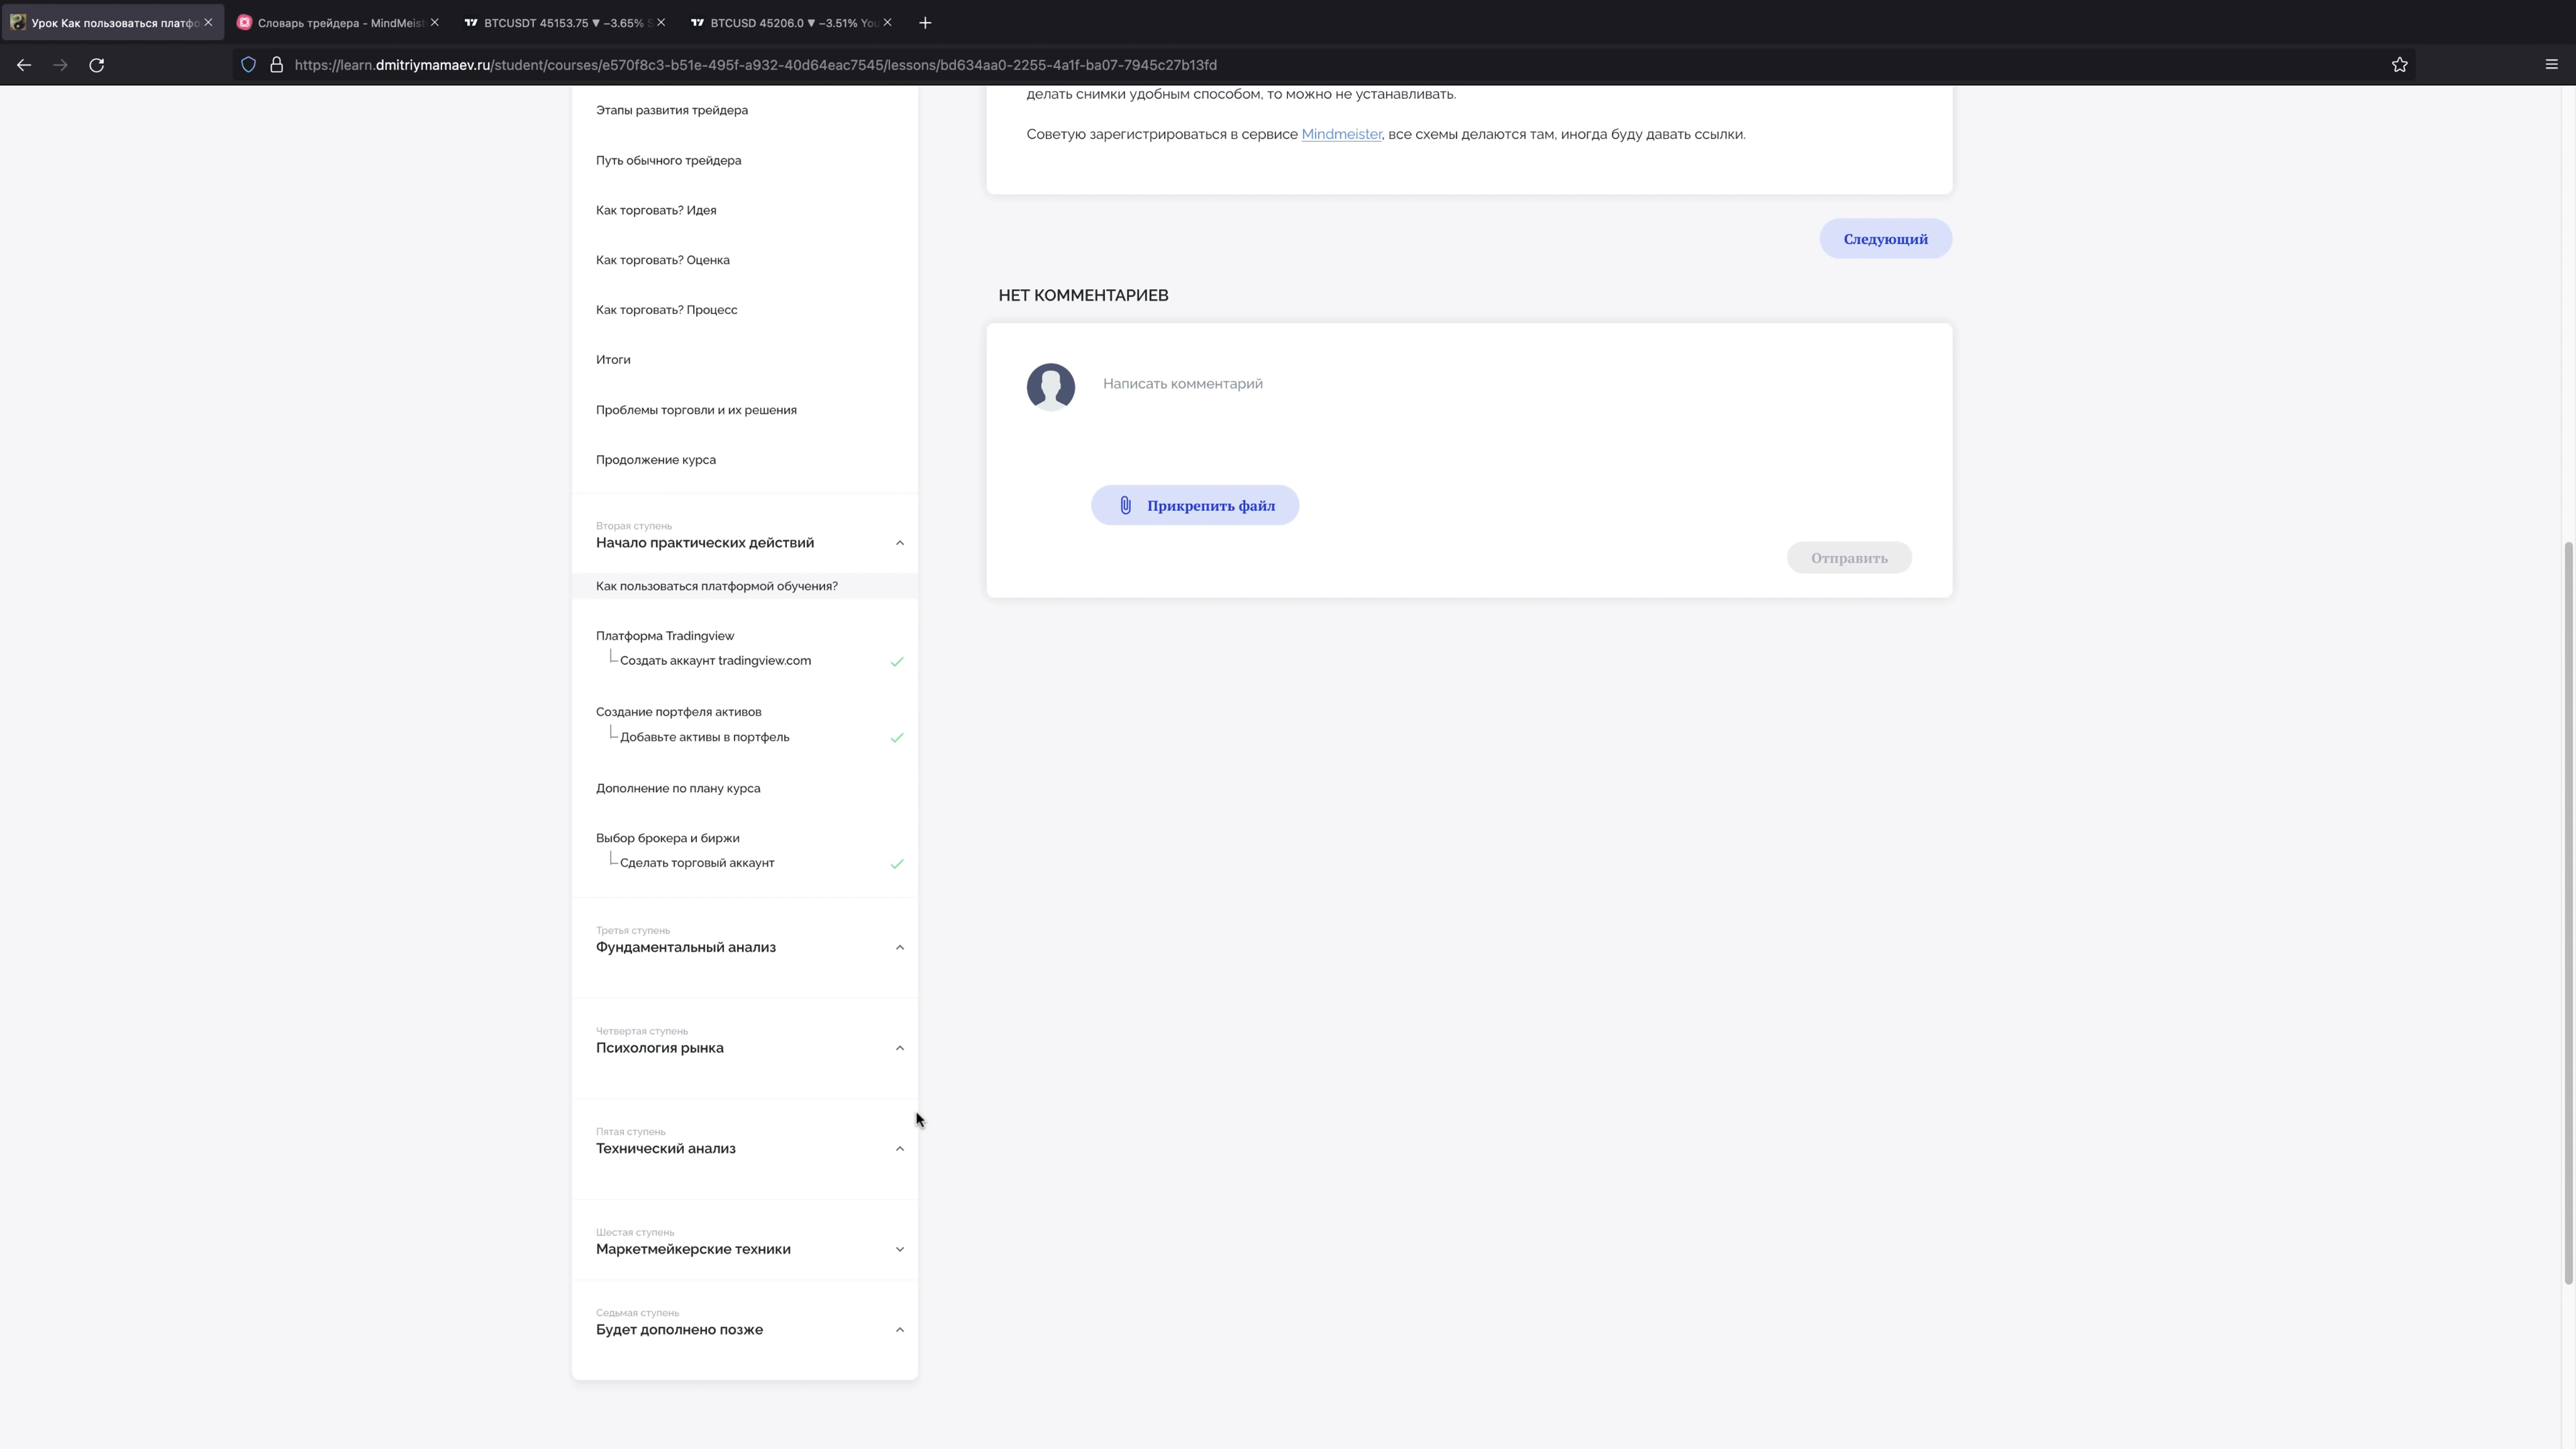 Урок Как пользоваться платфо
Словарь трейдера - MindMeist
BTCUSDT 45153.75 ▼ −3.65% S
BTCUSD 45206.0 ▼ −3.51% You
https://learn.dmitriymamaev.ru/student/courses/e570f8c3-b51e-495f-a932-40d64eac7545/lessons/bd634aa0-2255-4a1f-ba07-7945c27b13fd
Этапы развития трейдера
Путь обычного трейдера
Как торговать? Идея
Как торговать? Оценка
Как торговать? Процесс
Итоги
Проблемы торговли и их решения
Продолжение курса
Вторая ступень
Начало практических действий
Как пользоваться платформой обучения?
Платформа Tradingview
Создать аккаунт tradingview.com
Создание портфеля активов
Добавьте активы в портфель
Дополнение по плану курса
Выбор брокера и биржи
Сделать торговый аккаунт
Третья ступень
Фундаментальный анализ
Четвертая ступень
Психология рынка
Пятая ступень
Технический анализ
Шестая ступень
Маркетмейкерские техники
Седьмая ступень
Будет дополнено позже
делать снимки удобным способом, то можно не устанавливать.
Советую зарегистрироваться в сервисе Mindmeister, все схемы делаются там, иногда буду давать ссылки.
Следующий
НЕТ КОММЕНТАРИЕВ
Написать комментарий
Прикрепить файл
Отправить